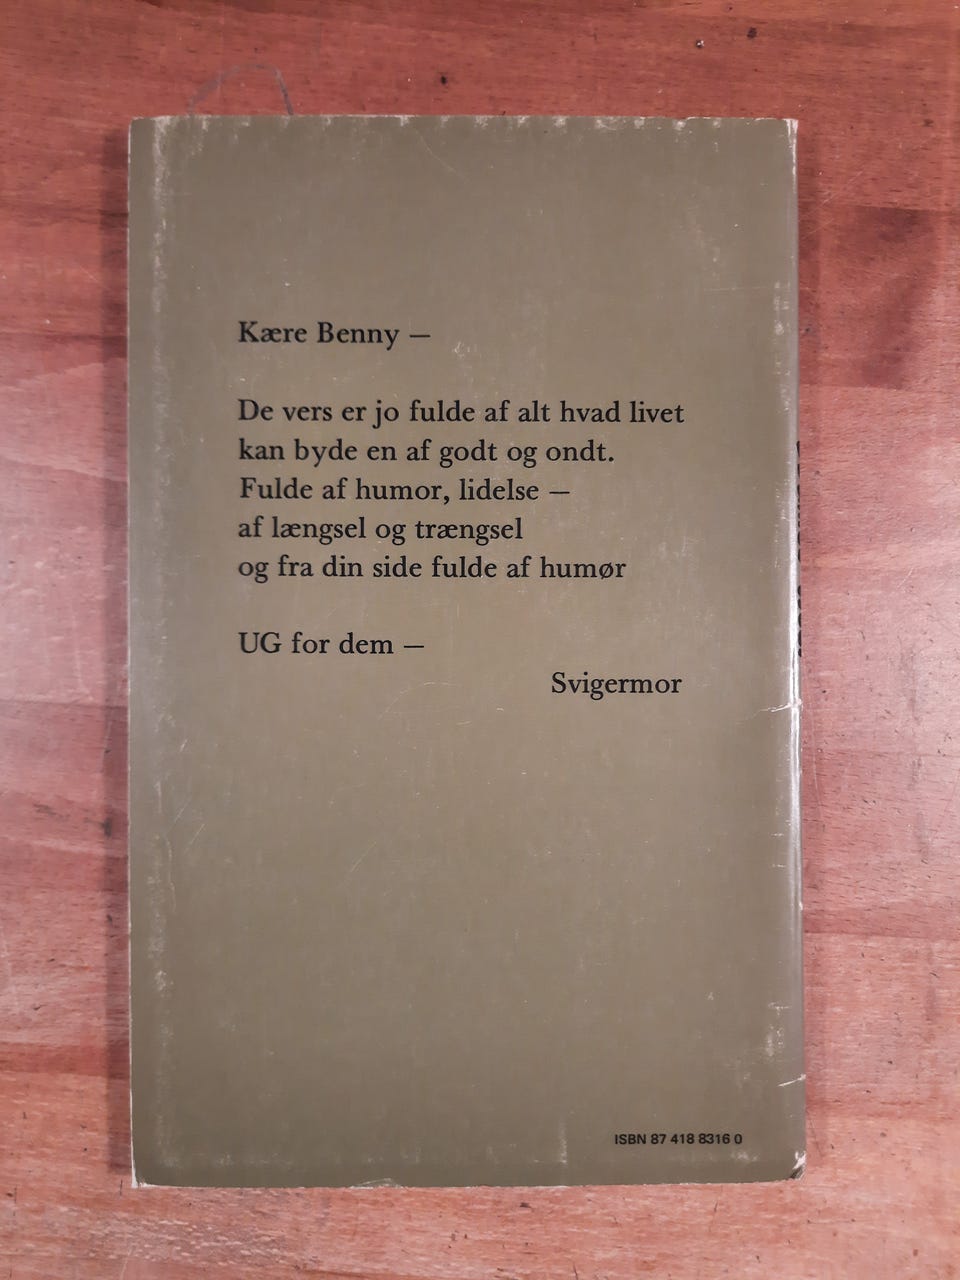 Kære Benny —
De vers er jo fulde af alt hvad livet
kan byde en af godt og ondt.
Fulde af humor, lidelse —
af længsel og trængsel
og fra din side fulde af humør
UG for dem —
Svigermor
ISBN 87 418 8316 0